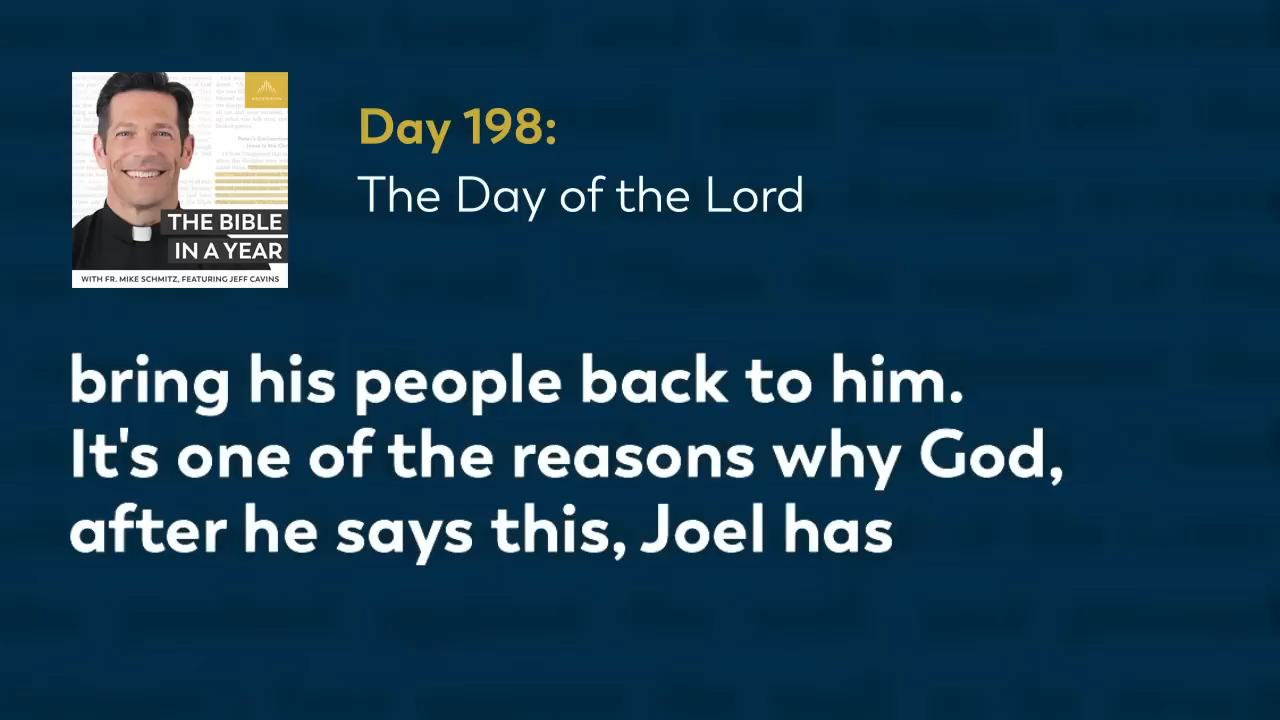 Day 198:
The Day of the Lord
THE BIBLE
IN A YEAR
WITH FR. MIKE SCHMITZ, FEATURING JEFF CAVINS
bring his people back to him.
It's one of the reasons why God,
after he says this, Joel has